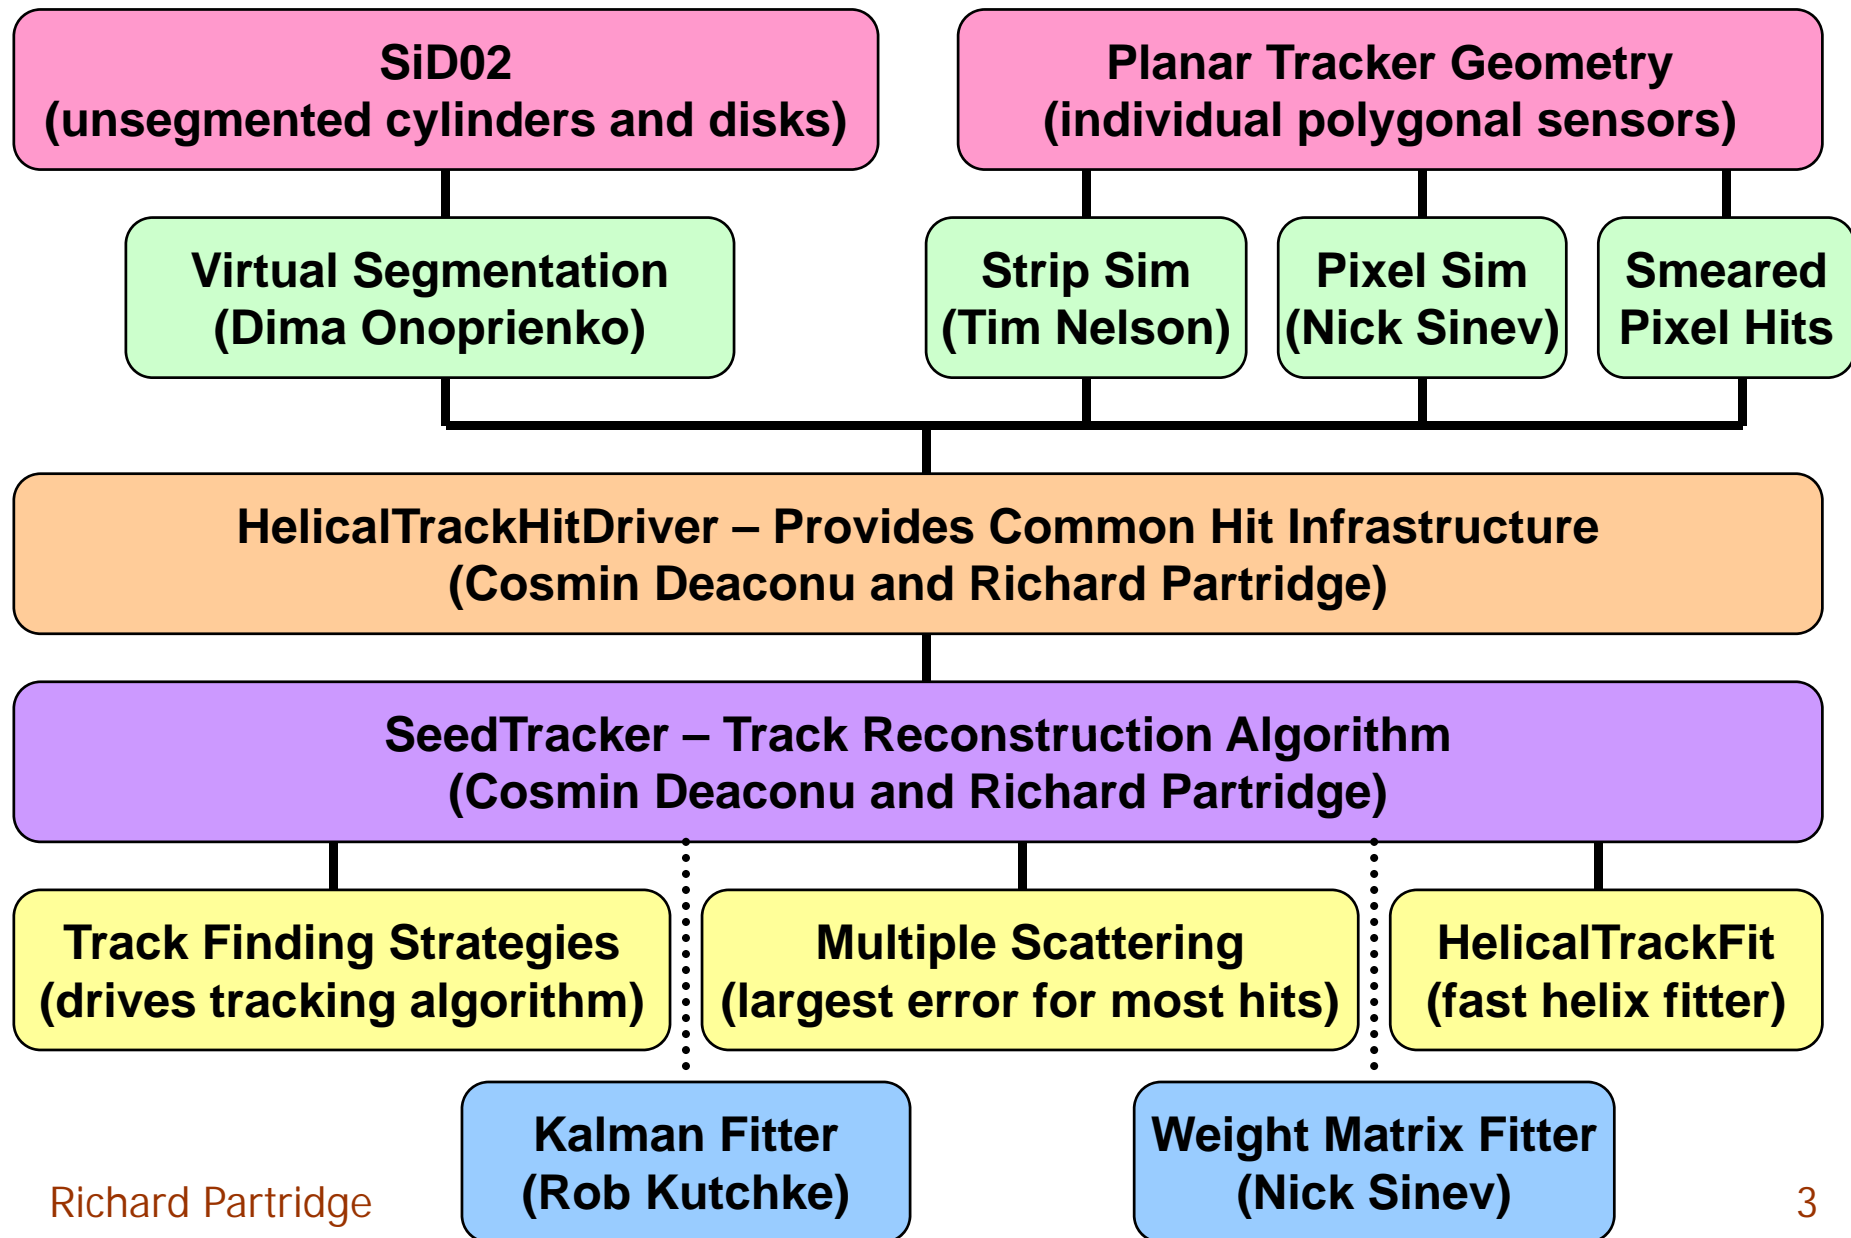 SiD02
(unsegmented cylinders and disks)
Planar Tracker Geometry
(individual polygonal sensors)
Virtual Segmentation
(Dima Onoprienko)
Strip Sim
(Tim Nelson)
Pixel Sim
(Nick Sinev)
Smeared
Pixel Hits
HelicalTrackHitDriver – Provides Common Hit Infrastructure
(Cosmin Deaconu and Richard Partridge)
SeedTracker – Track Reconstruction Algorithm
(Cosmin Deaconu and Richard Partridge)
Track Finding Strategies
(drives tracking algorithm)
Multiple Scattering
(largest error for most hits)
HelicalTrackFit
(fast helix fitter)
Kalman Fitter
(Rob Kutchke)
Weight Matrix Fitter
(Nick Sinev)
Richard Partridge
3